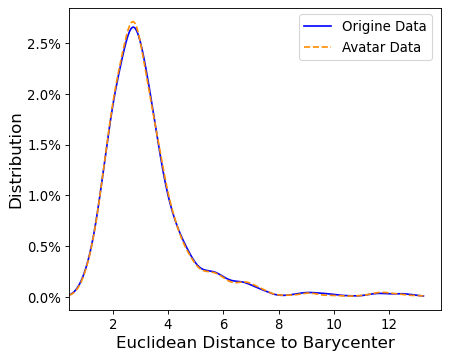 Origine Data
Avatar Data
Distribution
2.5%
2.0%
1.5%
1.0%
0.5%
0.0%
2 4 6 8 10 12
Euclidean Distance to Barycenter